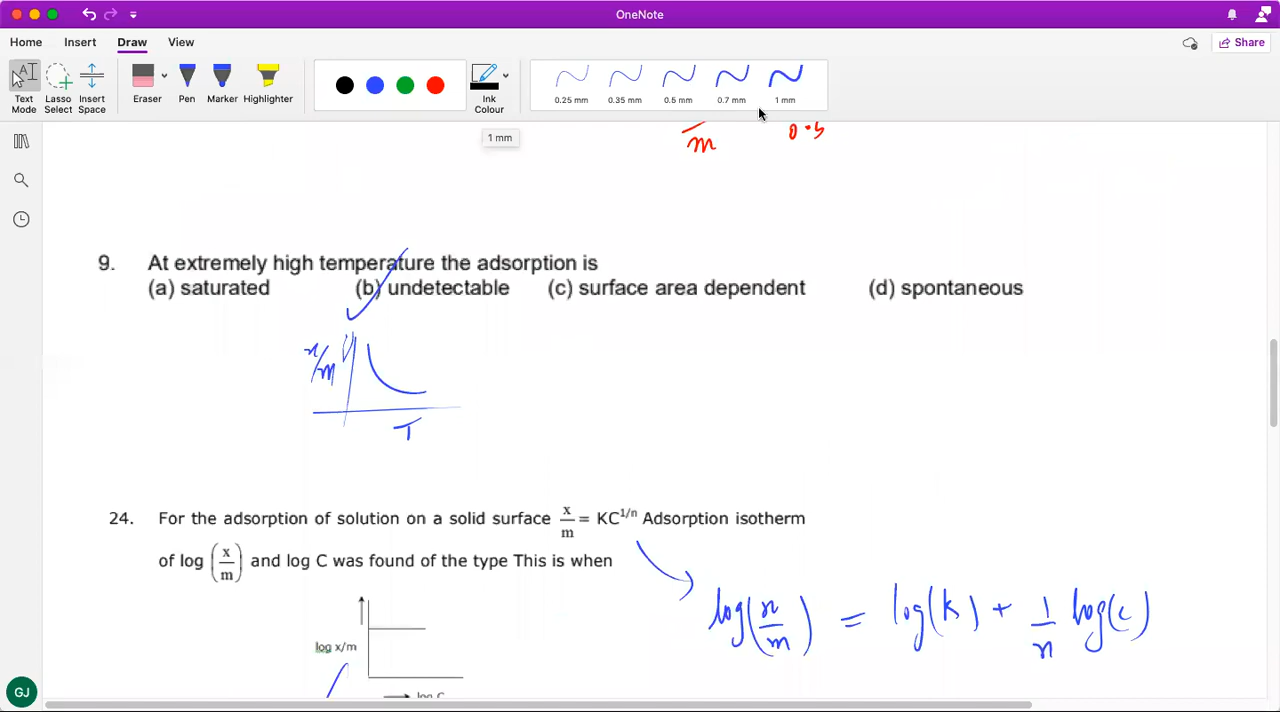 OneNote
Home Insert Draw View
Share
Text Mode
Lasso Select
Insert Space
Eraser
Pen
Marker
Highlighter
Ink Colour
0.25 mm 0.35 mm 0.5 mm 0.7 mm 1 mm
1 mm
m 0.5
9. At extremely high temperature the adsorption is
(a) saturated (b) undetectable (c) surface area dependent (d) spontaneous
x/m
T
24. For the adsorption of solution on a solid surface x/m = KC^1/n Adsorption isotherm
of log (x/m) and log C was found of the type This is when
log(x/m) = log(k) + 1/n log(c)
log x/m
log C
GJ